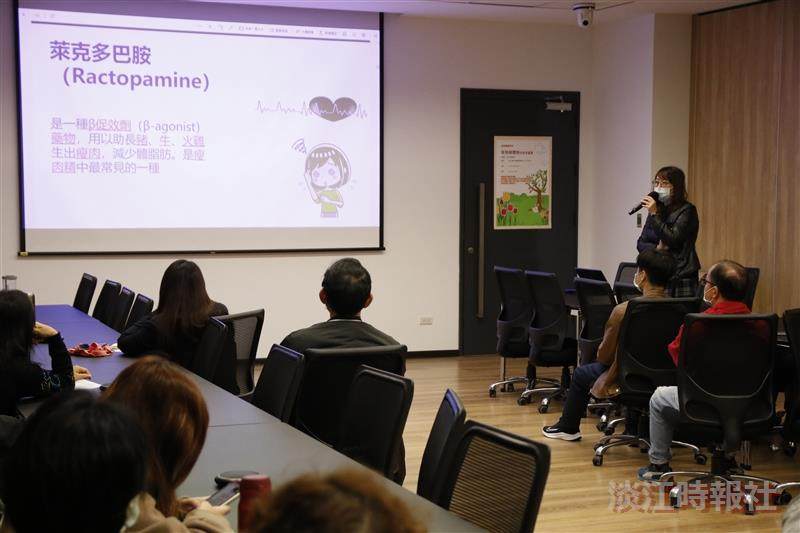 萊克多巴胺
（Ractopamine）
是一種β促效劑（β-agonist）
藥物，用以助長豬、牛、火雞
生出瘦肉，減少體脂肪。是瘦
肉精中最常見的一種
淡江時報社